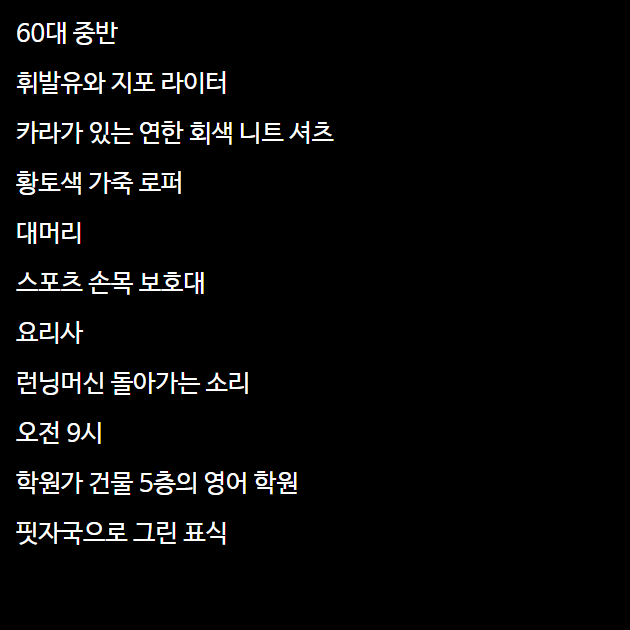 60대 중반
휘발유와 지포 라이터
카라가 있는 연한 회색 니트 셔츠
황토색 가죽 로퍼
대머리
스포츠 손목 보호대
요리사
런닝머신 돌아가는 소리
오전 9시
학원가 건물 5층의 영어 학원
핏자국으로 그린 표식